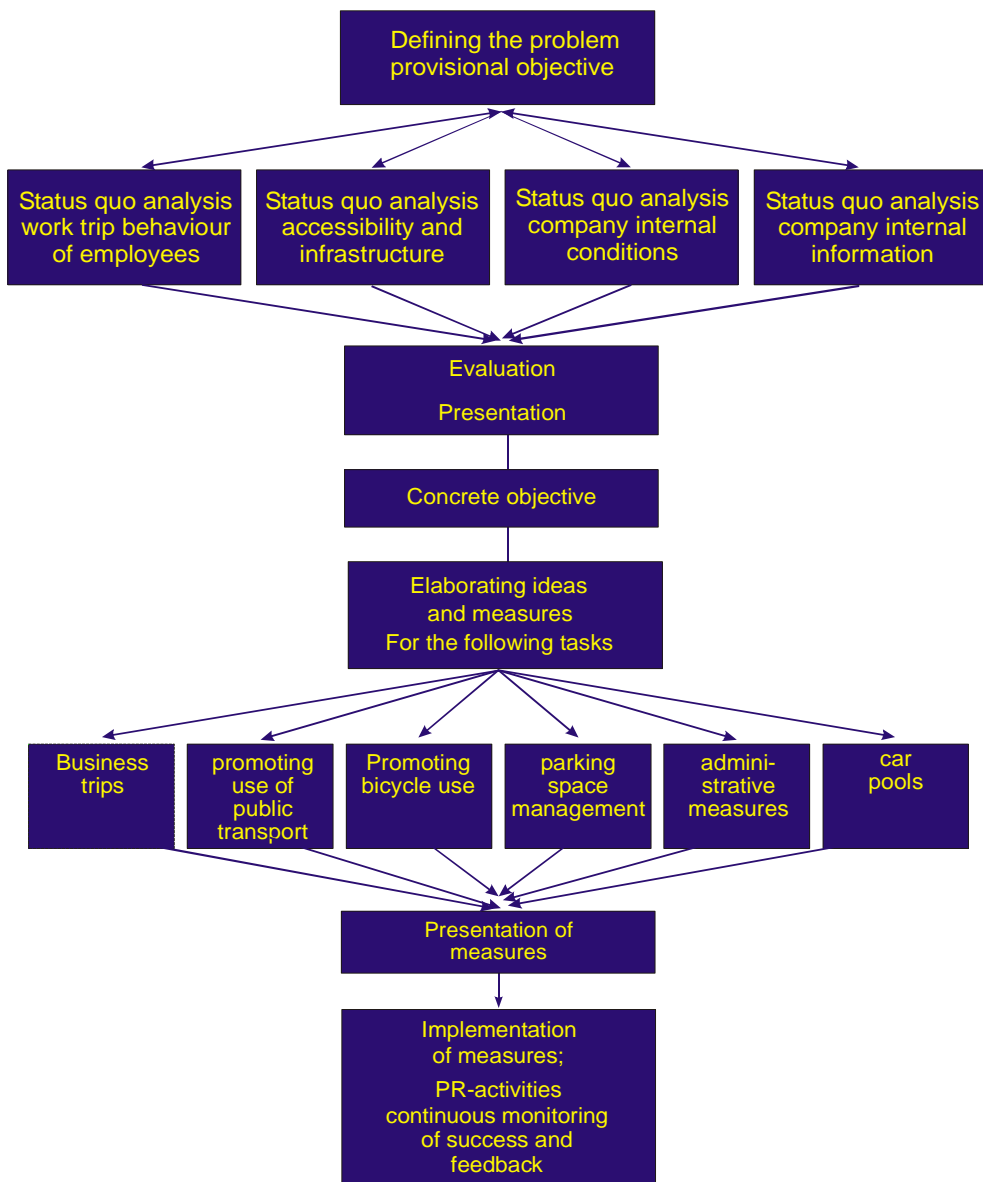 Defining the problem
provisional objective
Status quo analysis
work trip behaviour
of employees
Status quo analysis
accessibility and
infrastructure
Status quo analysis
company internal
conditions
Status quo analysis
company internal
information
Evaluation
Presentation
Concrete objective
Elaborating ideas
and measures
For the following tasks
Business
trips
promoting
use of
public
transport
Promoting
bicycle use
parking
space
management
admini-
strative
measures
car
pools
Presentation of
measures
Implementation
of measures;
PR-activities
continuous monitoring
of success and
feedback